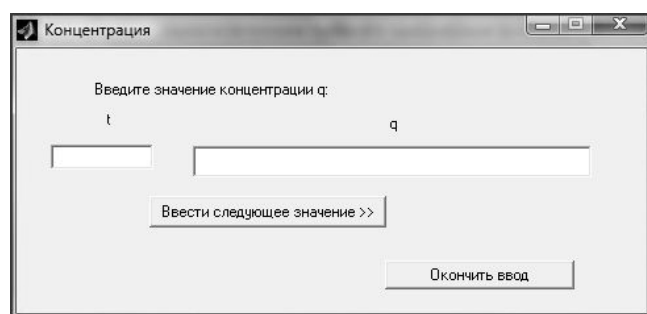 Концентрация
Введите значение концентрации q:
t
q
Ввести следующее значение >>
Окончить ввод